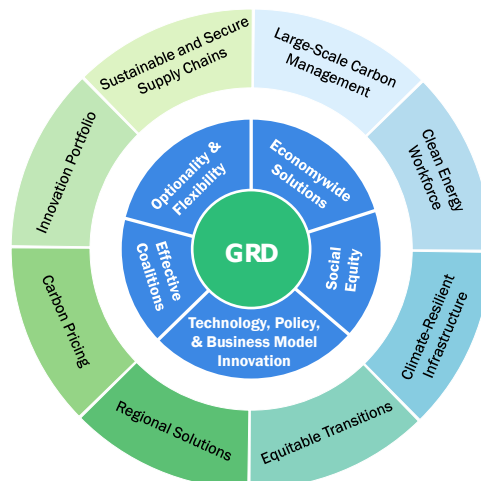 Sustainable and Secure
Supply Chains
Large-Scale Carbon
Management
Clean Energy
Workforce
Climate-Resilient
Infrastructure
Equitable Transitions
Regional Solutions
Carbon Pricing
Innovation Portfolio
Optionality &
Flexibility
Economywide
Solutions
Social
Equity
Technology, Policy,
& Business Model
Innovation
Effective
Coalitions
GRD